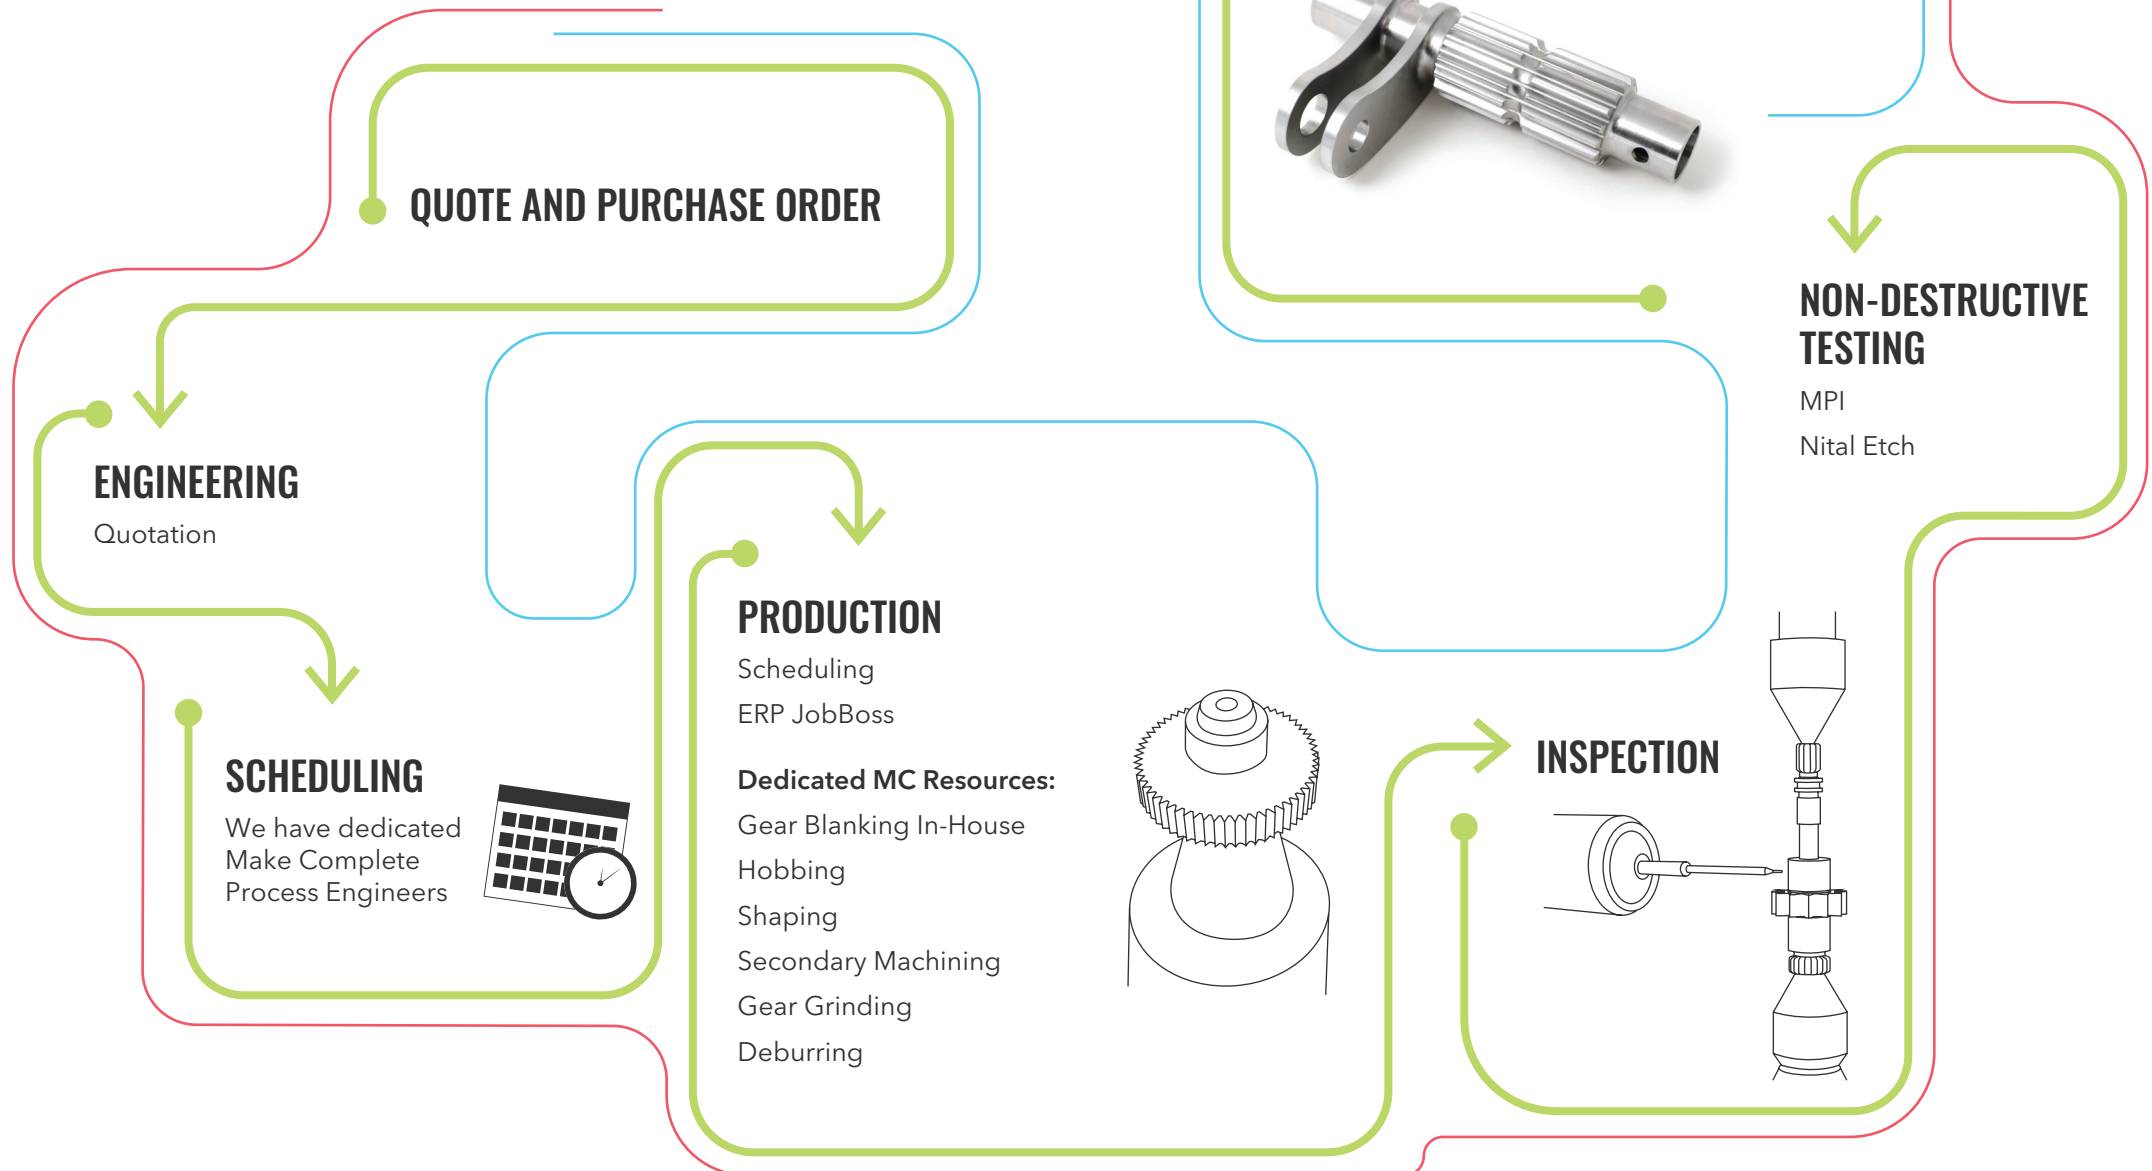 QUOTE AND PURCHASE ORDER
ENGINEERING
Quotation
SCHEDULING
We have dedicated
Make Complete
Process Engineers
PRODUCTION
Scheduling
ERP JobBoss
Dedicated MC Resources:
Gear Blanking In-House
Hobbing
Shaping
Secondary Machining
Gear Grinding
Deburring
INSPECTION
NON-DESTRUCTIVE
TESTING
MPI
Nital Etch